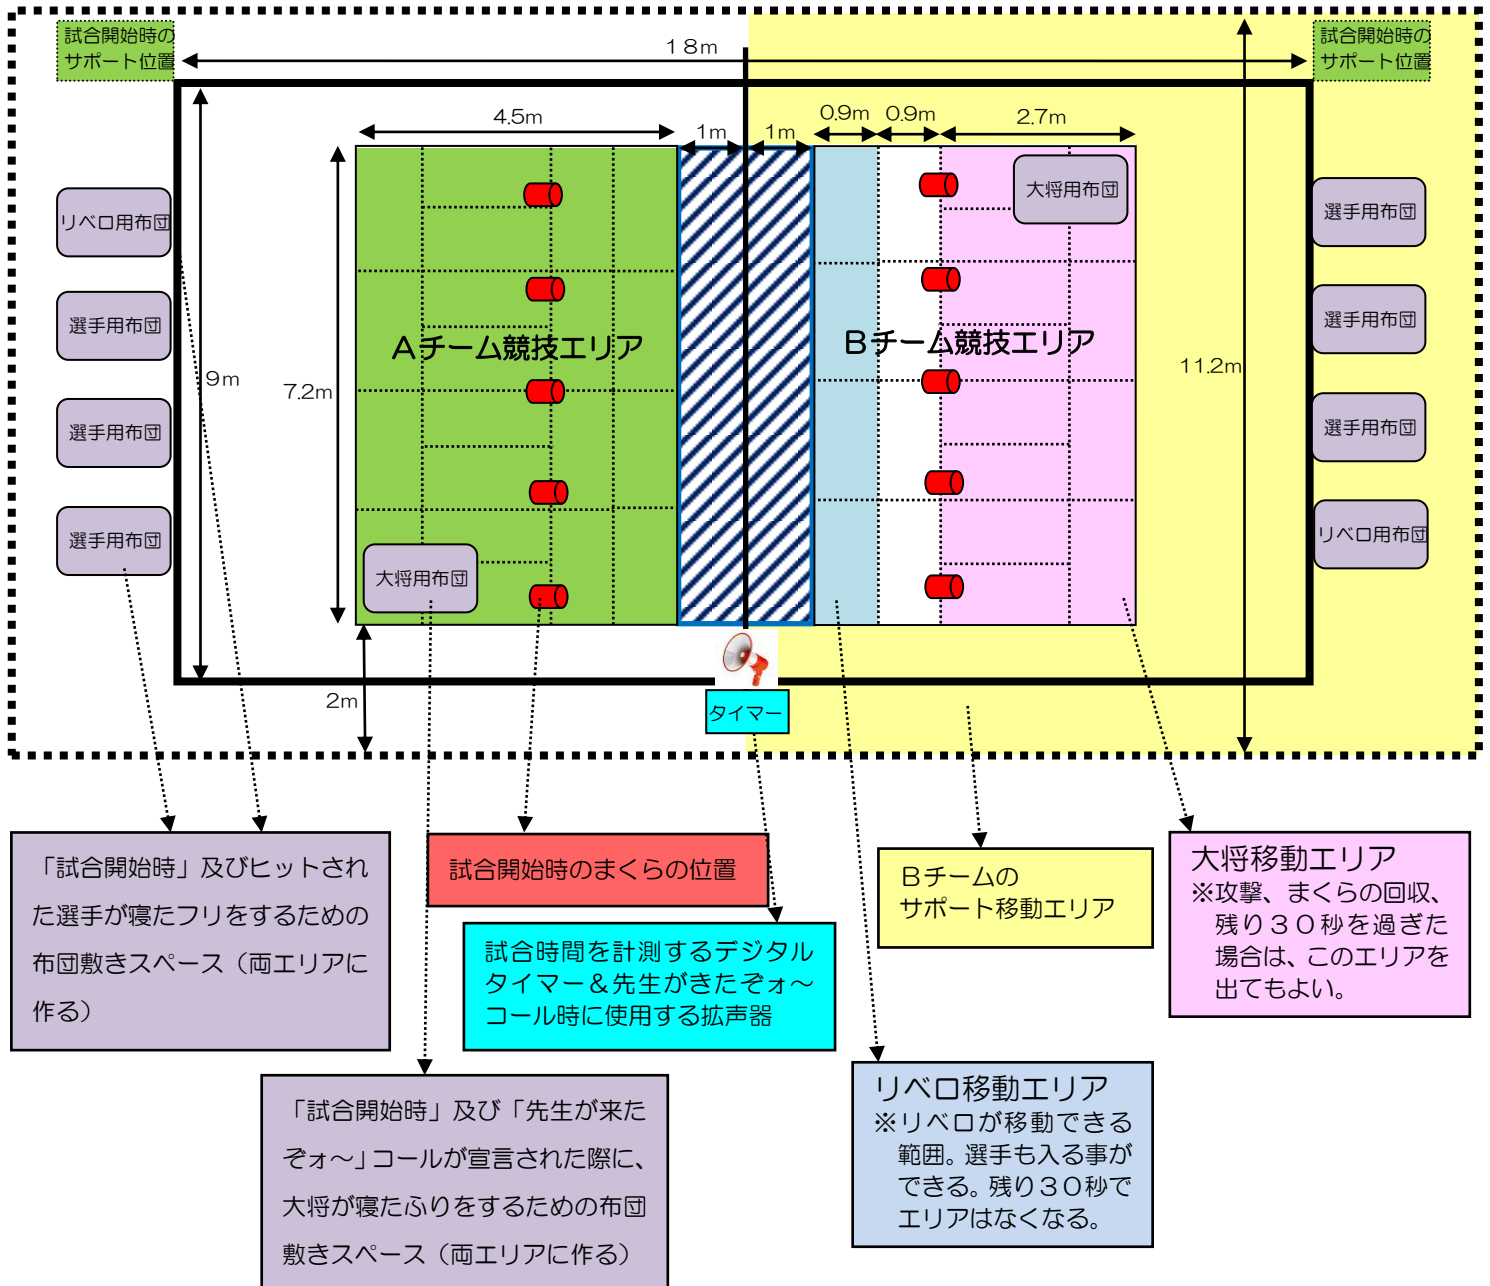 試合開始時の
サポート位置
18m
試合開始時の
サポート位置
4.5m
1m
1m
0.9m
0.9m
2.7m
リベロ用布団
選手用布団
選手用布団
選手用布団
9m
7.2m
2m
Aチーム競技エリア
大将用布団
大将用布団
Bチーム競技エリア
11.2m
選手用布団
選手用布団
選手用布団
リベロ用布団
タイマー
「試合開始時」及びヒットされ
た選手が寝たフリをするための
布団敷きスペース（両エリアに
作る）
試合開始時のまくらの位置
試合時間を計測するデジタル
タイマー＆先生がきたぞォ～
コール時に使用する拡声器
Bチームの
サポート移動エリア
大将移動エリア
※攻撃、まくらの回収、
残り３０秒を過ぎた
場合は、このエリアを
出てもよい。
「試合開始時」及び「先生が来た
ぞォ～」コールが宣言された際に、
大将が寝たふりをするための布団
敷きスペース（両エリアに作る）
リベロ移動エリア
※リベロが移動できる
範囲。選手も入る事が
できる。残り３０秒で
エリアはなくなる。